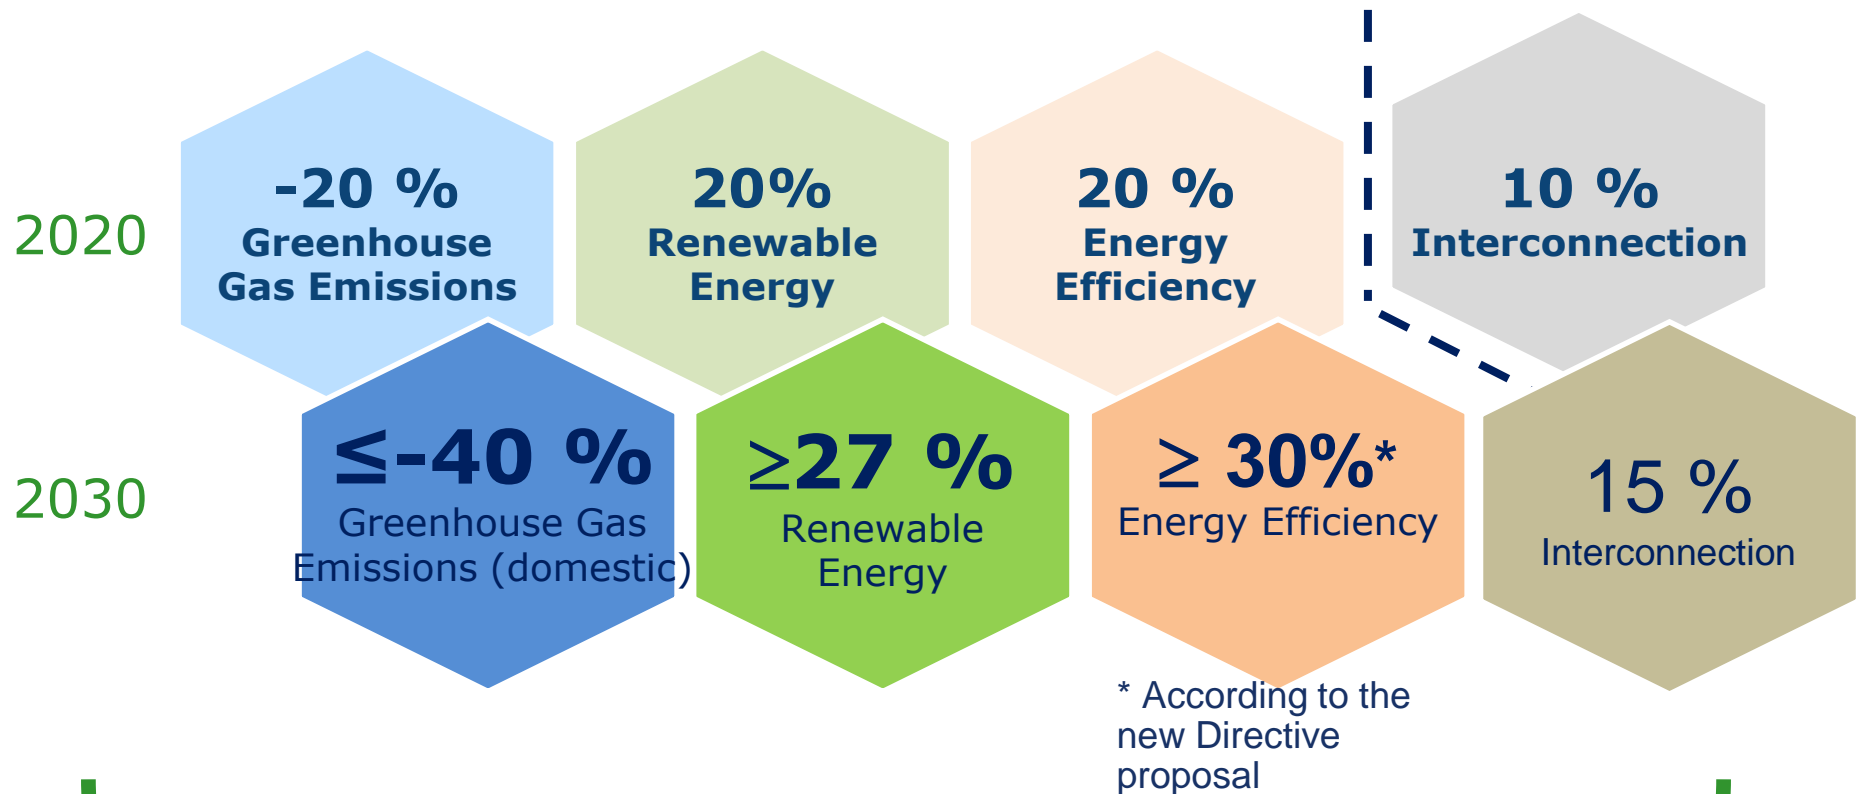 2020
-20 %
Greenhouse
Gas Emissions
20%
Renewable
Energy
20 %
Energy
Efficiency
10 %
Interconnection
2030
≤-40 %
Greenhouse Gas
Emissions (domestic)
≥27 %
Renewable
Energy
≥ 30%*
Energy Efficiency
15 %
Interconnection
* According to the
new Directive
proposal